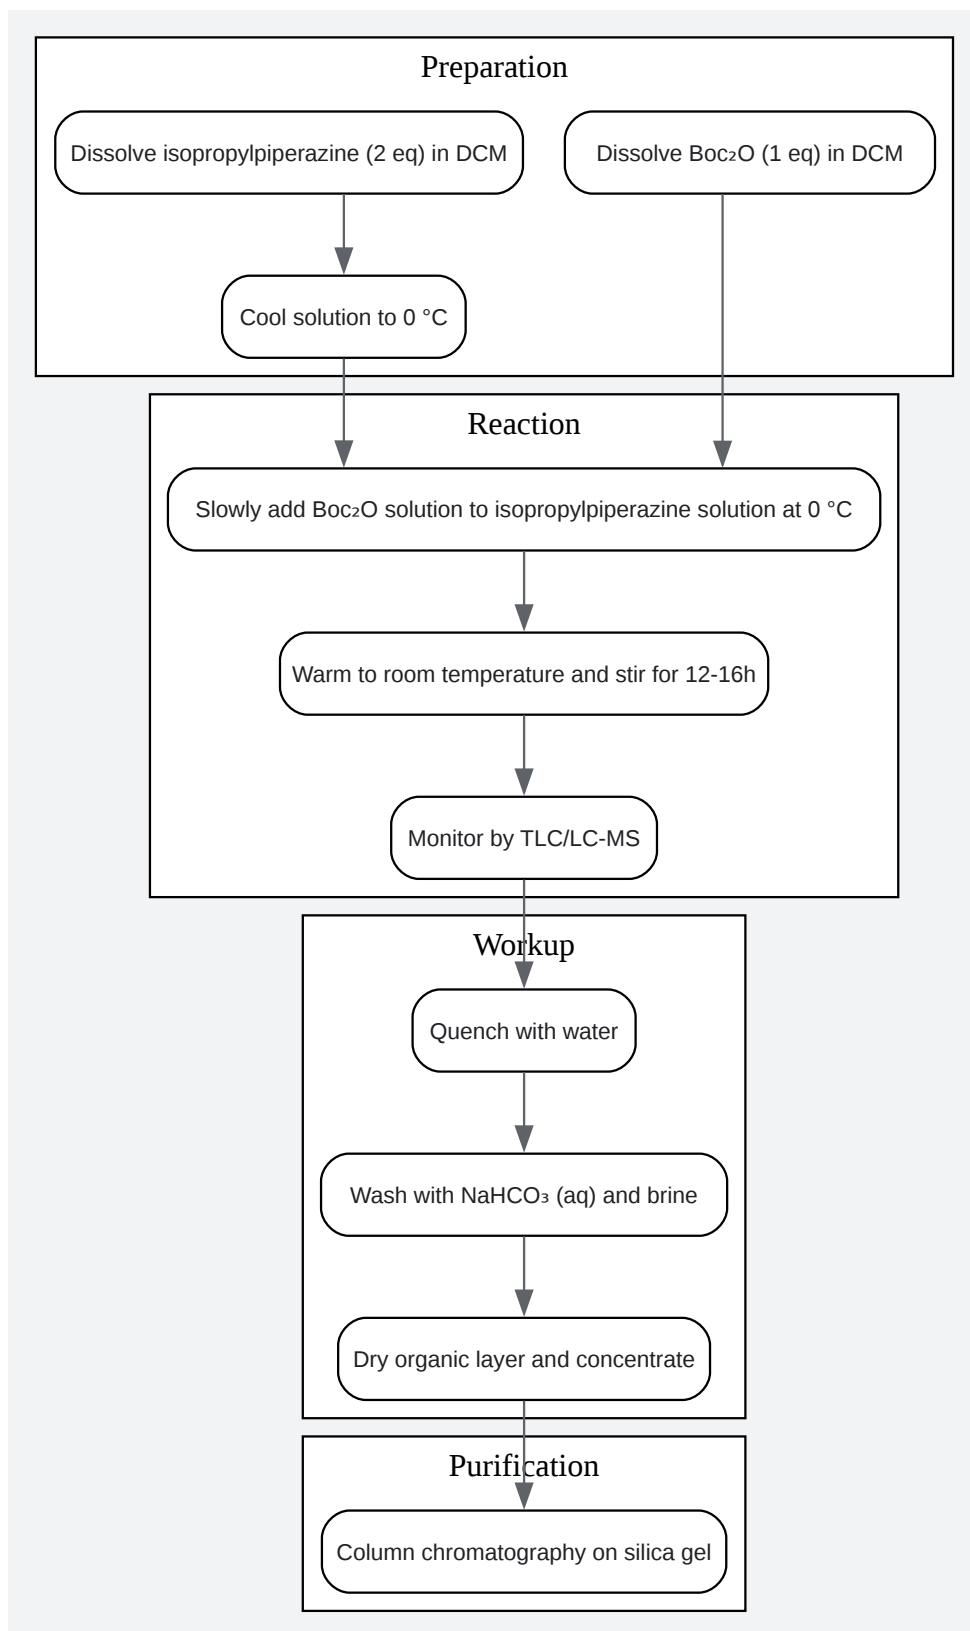 Preparation
Dissolve isopropylpiperazine (2 eq) in DCM
Dissolve Boc₂O (1 eq) in DCM
Cool solution to 0 °C
Reaction
Slowly add Boc₂O solution to isopropylpiperazine solution at 0 °C
Warm to room temperature and stir for 12-16h
Monitor by TLC/LC-MS
Workup
Quench with water
Wash with NaHCO₃ (aq) and brine
Dry organic layer and concentrate
Purification
Column chromatography on silica gel